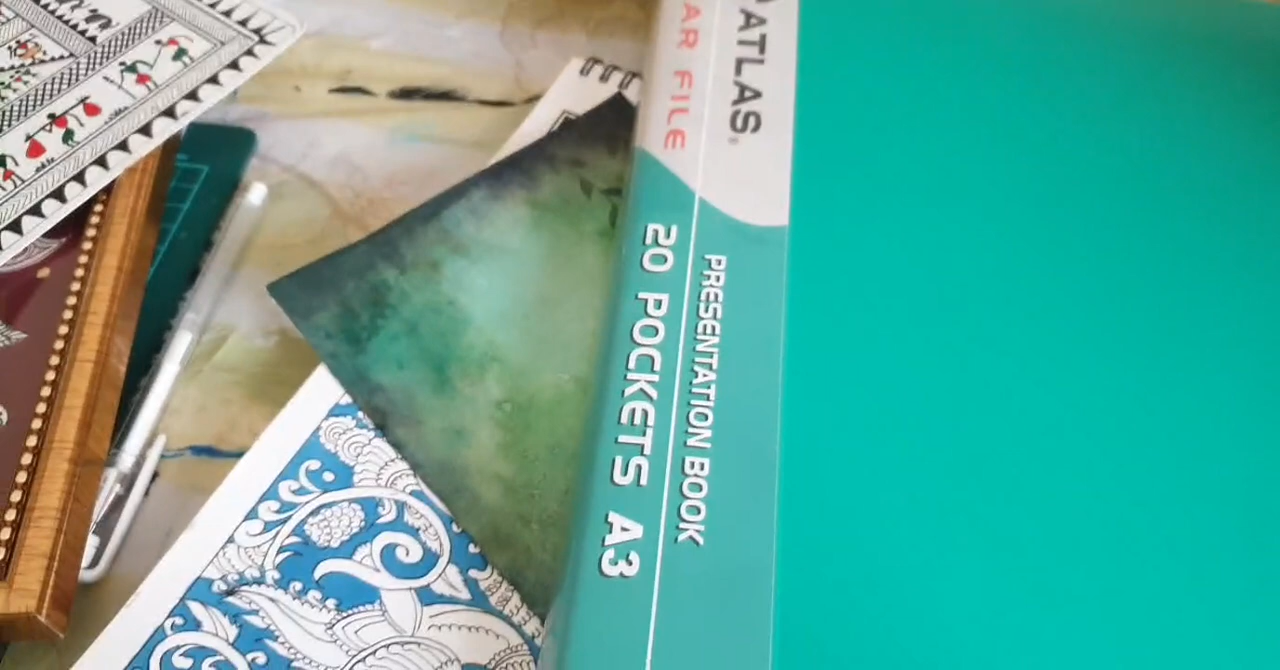 ATLAS,
AR FILE
PRESENTATION BOOK
20 POCKETS A3